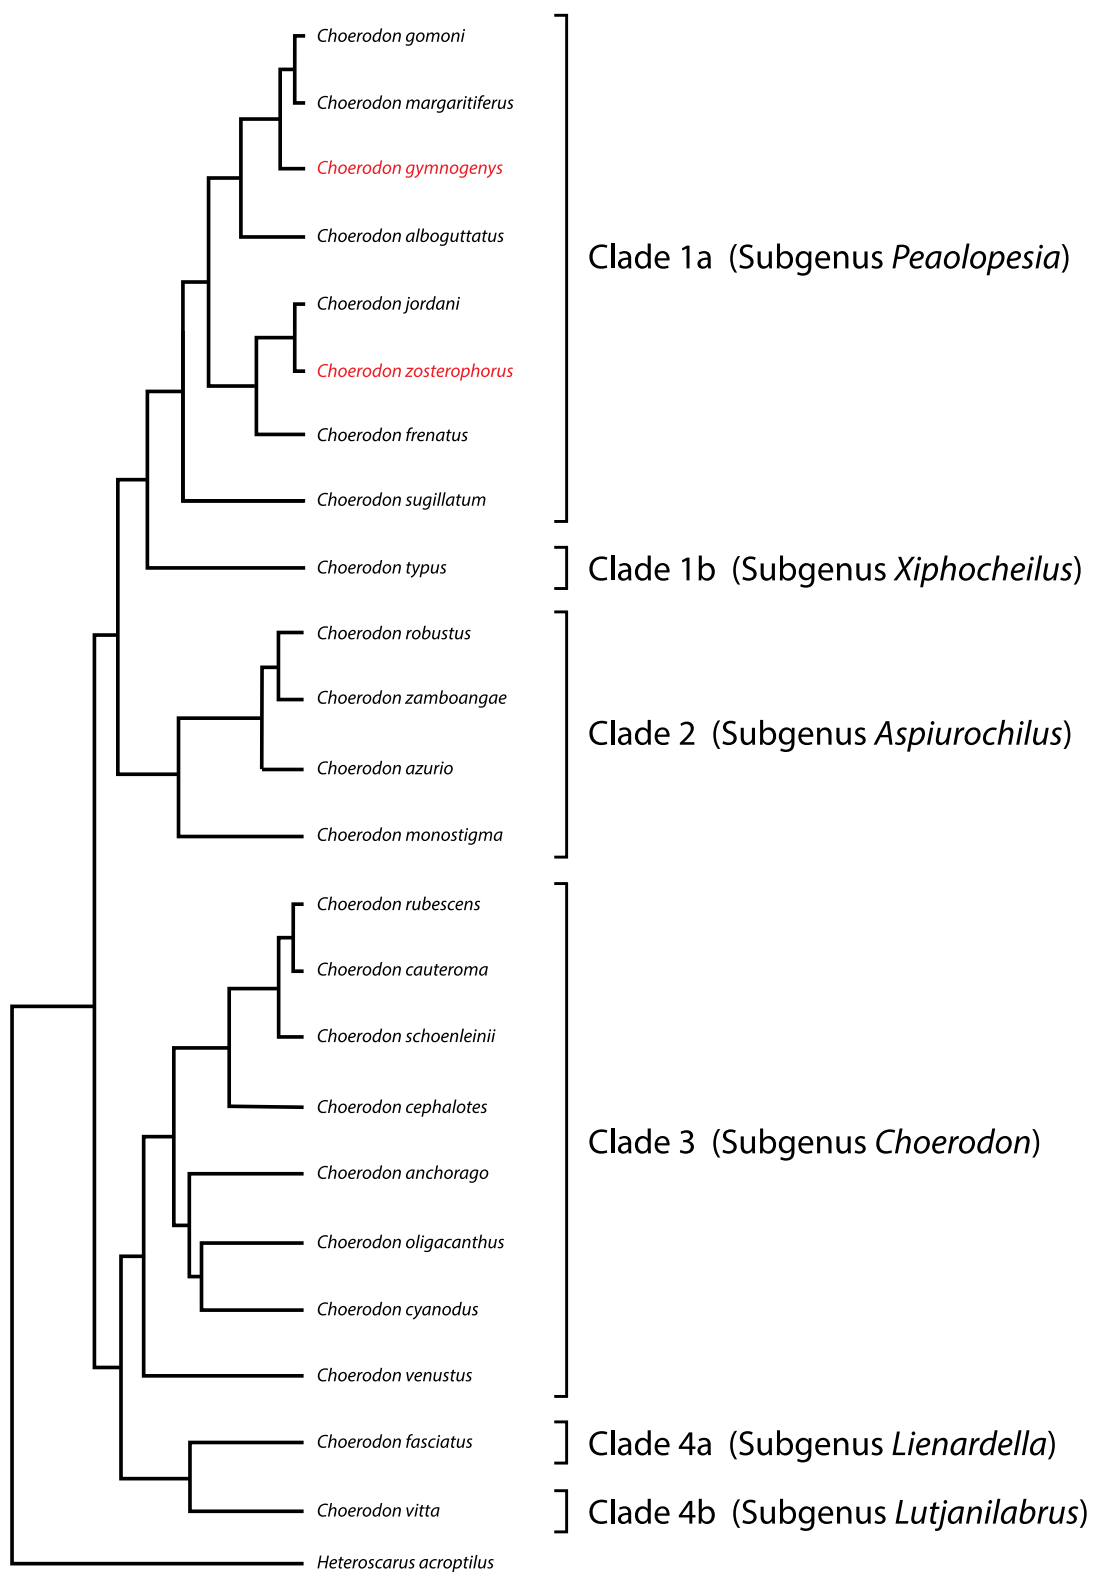 Choerodon gomoni
Choerodon margaritiferus
Choerodon gymnogenys
Choerodon alboguttatus
Clade 1a (Subgenus Peaolopesia)
Choerodon jordani
Choerodon zosterophorus
Choerodon frenatus
Choerodon sugillatum
Choerodon typus
Clade 1b (Subgenus Xiphocheilus)
Choerodon robustus
Choerodon zamboangae
Clade 2 (Subgenus Aspiurochilus)
Choerodon azurio
Choerodon monostigma
Choerodon rubescens
Choerodon cauteroma
Choerodon schoenleinii
Choerodon cephalotes
Clade 3 (Subgenus Choerodon)
Choerodon anchorago
Choerodon oligacanthus
Choerodon cyanodus
Choerodon venustus
Choerodon fasciatus
Clade 4a (Subgenus Lienardella)
Choerodon vitta
Clade 4b (Subgenus Lutjanilabrus)
Heteroscarus acroptilus